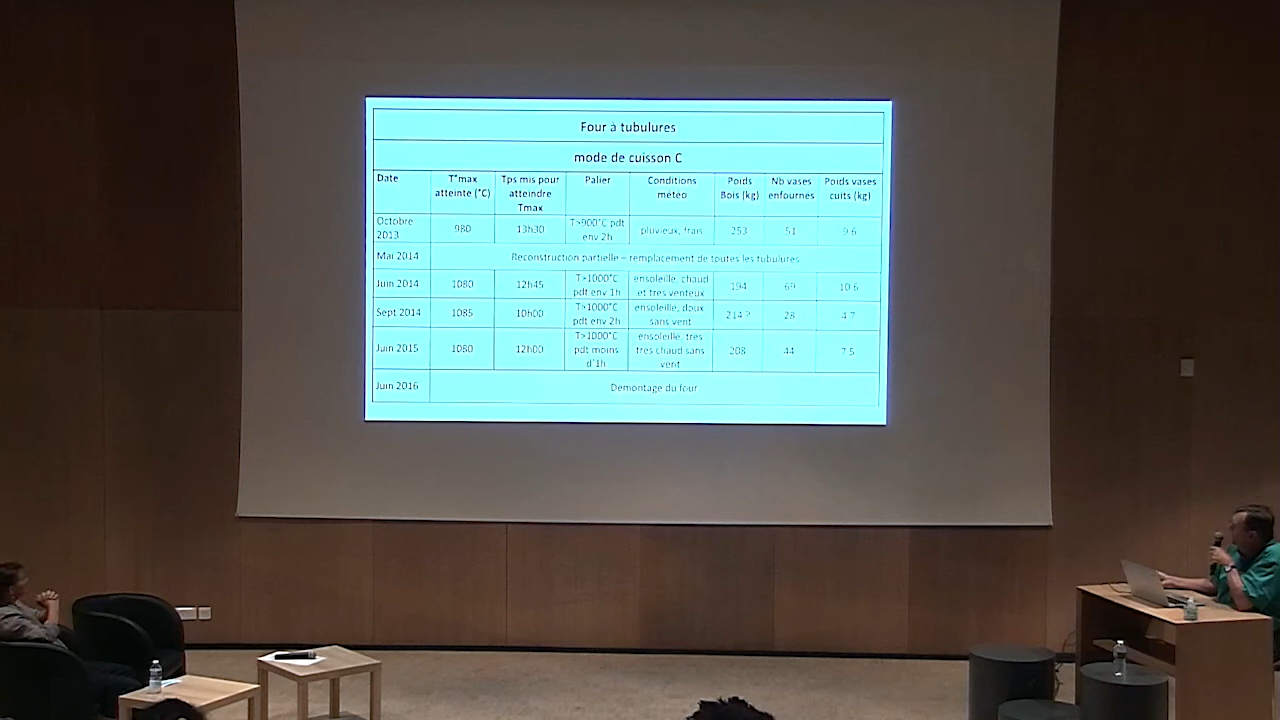 Four à tubulures
mode de cuisson C
Date T°max atteinte (°C) Tps mis pour atteindre Tmax Palier Conditions météo Poids Bois (kg) Nb vases enfournés Poids vases cuits (kg)
Octobre 2013 980 13h30 T>900°C pdt env 2h pluvieux, frais 253 51 9.6
Mai 2014 Reconstruction partielle – remplacement de toutes les tubulures
Juin 2014 1080 12h45 T>1000°C pdt env 1h ensoleillé, chaud et très venteux 194 69 10.6
Sept 2014 1085 10h00 T>1000°C pdt env 2h ensoleillé, doux sans vent 214 ? 28 4.7
Juin 2015 1080 12h00 T>1000°C pdt moins d'1h ensoleillé, très très chaud sans vent 208 44 7.5
Juin 2016 Démontage du four